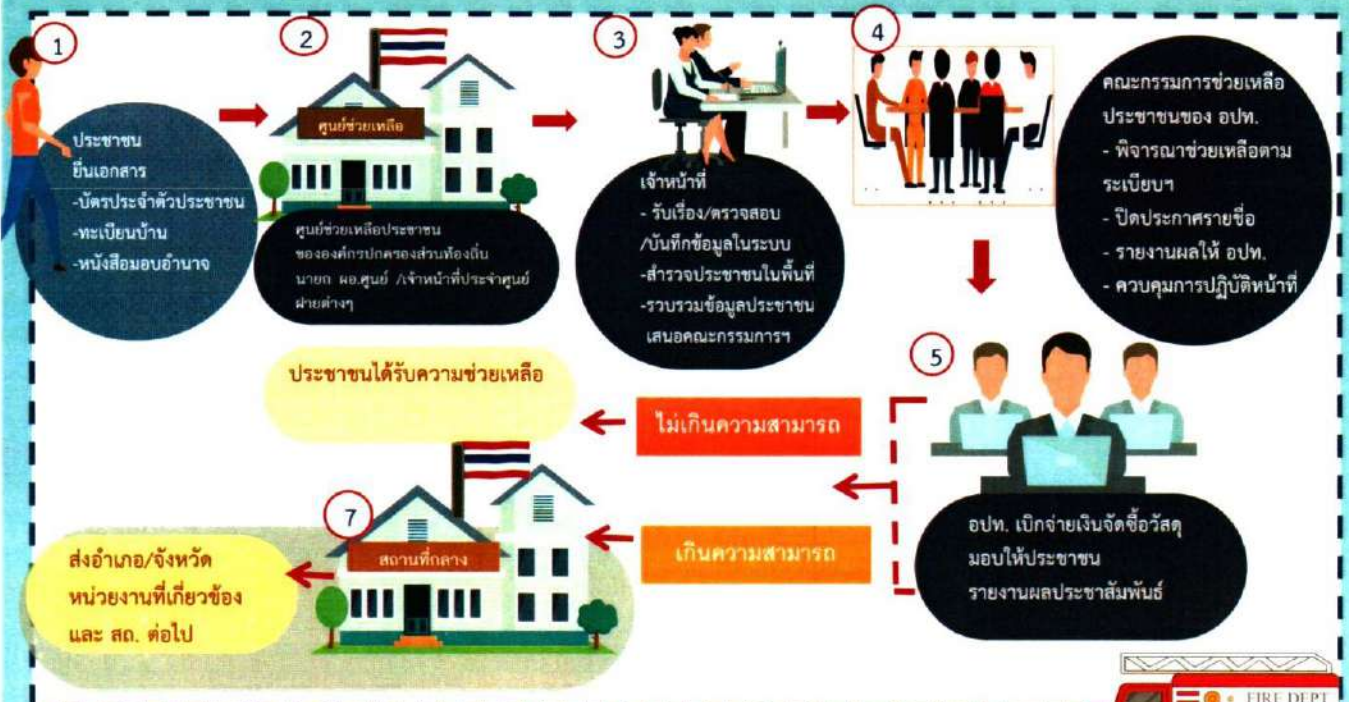 1
ประชาชน
ยื่นเอกสาร
-บัตรประจำตัวประชาชน
-ทะเบียนบ้าน
-หนังสือมอบอำนาจ
2
ศูนย์ช่วยเหลือ
ศูนย์ช่วยเหลือประชาชน
ขององค์กรปกครองส่วนท้องถิ่น
นายก ผอ.ศูนย์ /เจ้าหน้าที่ประจำศูนย์
ฝ่ายต่างๆ
3
เจ้าหน้าที่
- รับเรื่อง/ตรวจสอบ
/บันทึกข้อมูลในระบบ
-สำรวจประชาชนในพื้นที่
-รวบรวมข้อมูลประชาชน
เสนอคณะกรรมการฯ
4
คณะกรรมการช่วยเหลือ
ประชาชนของ อปท.
- พิจารณาช่วยเหลือตาม
ระเบียบฯ
- ปิดประกาศรายชื่อ
- รายงานผลให้ อปท.
- ควบคุมการปฏิบัติหน้าที่
5
อปท. เบิกจ่ายเงินจัดซื้อวัสดุ
มอบให้ประชาชน
รายงานผลประชาสัมพันธ์
ไม่เกินความสามารถ
ประชาชนได้รับความช่วยเหลือ
เกินความสามารถ
7
สถานที่กลาง
ส่งอำเภอ/จังหวัด
หน่วยงานที่เกี่ยวข้อง
และ สถ. ต่อไป
FIRE DEPT